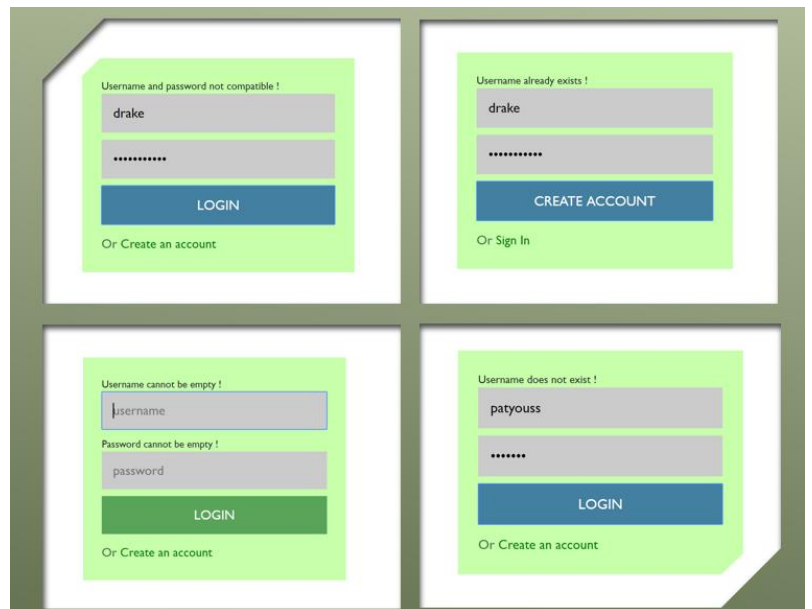 Username and password not compatible !
drake
•••••••••••
LOGIN
Or Create an account
Username already exists !
drake
•••••••••••
CREATE ACCOUNT
Or Sign In
Username cannot be empty !
username
Password cannot be empty !
password
LOGIN
Or Create an account
Username does not exist !
patyouss
•••••••
LOGIN
Or Create an account